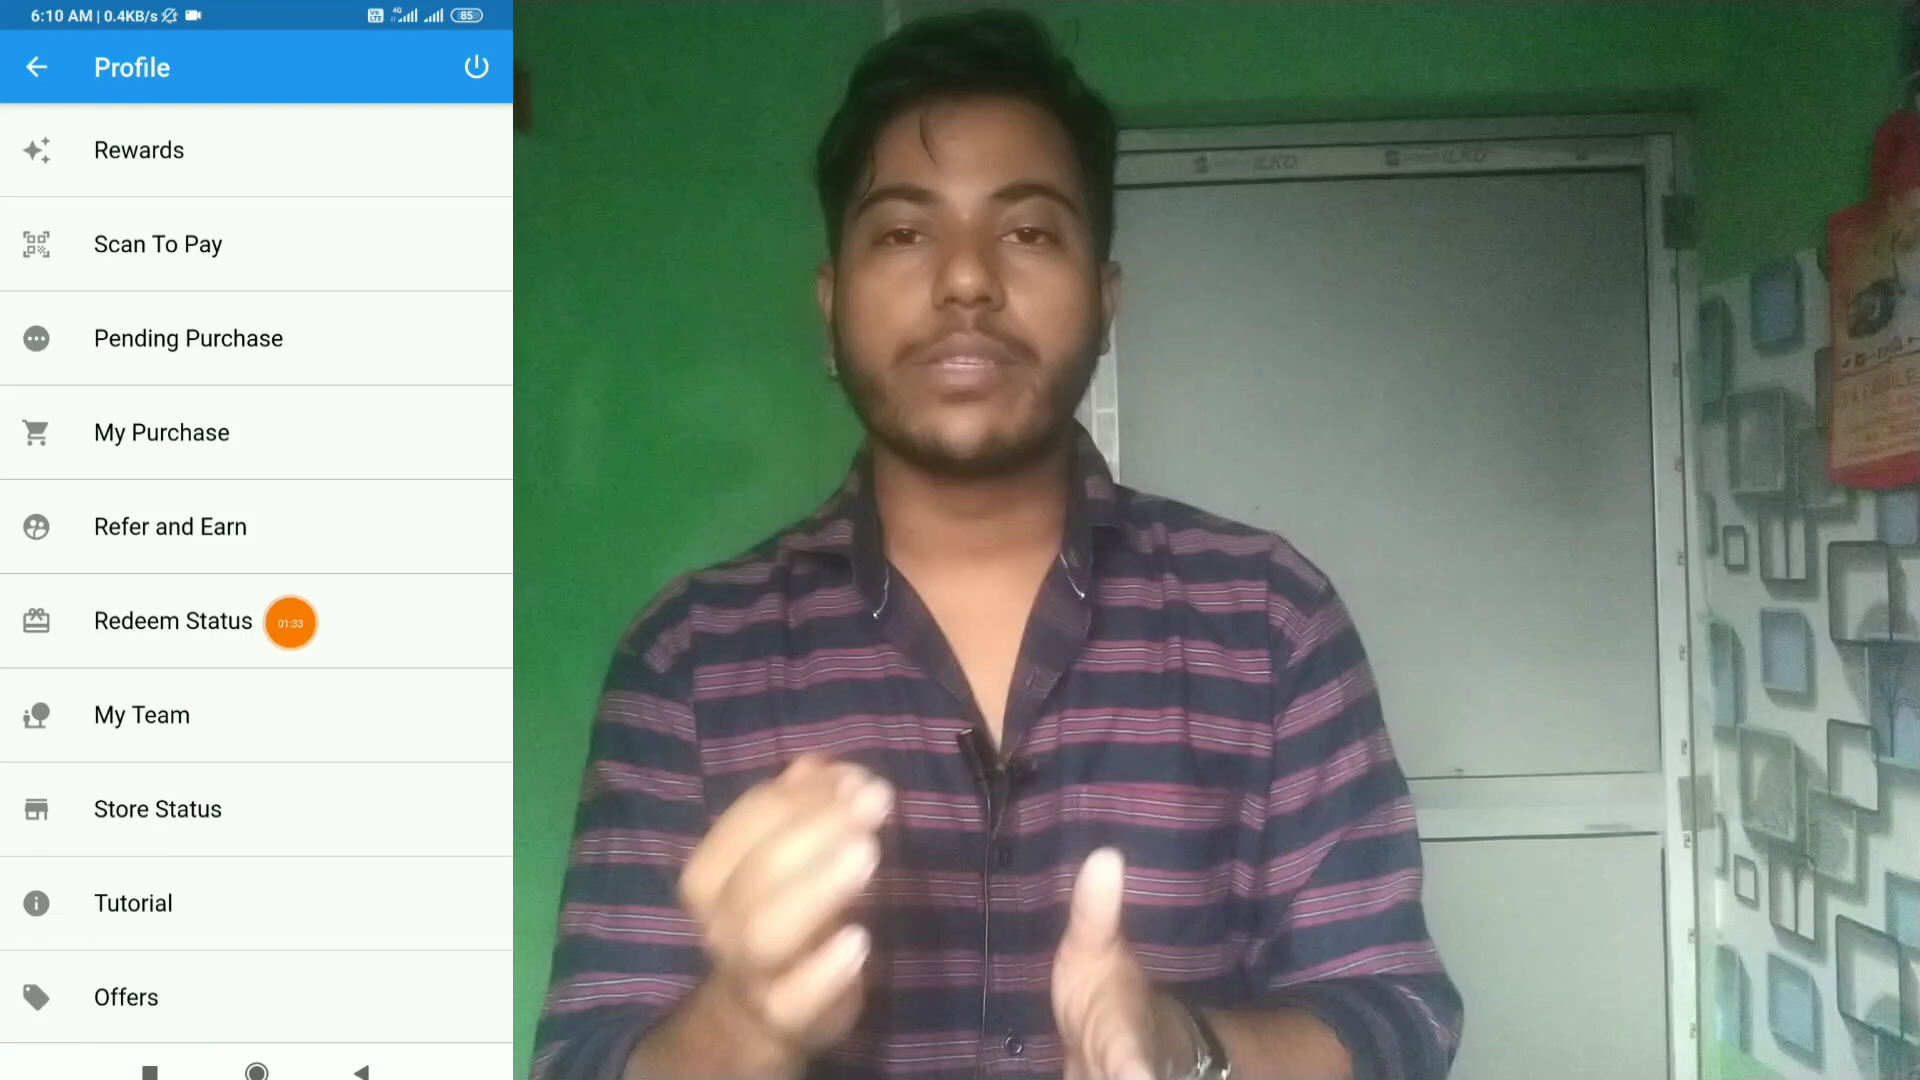 6:10 AM | 0.4KB/s
4G
85
Profile
Rewards
Scan To Pay
Pending Purchase
My Purchase
Refer and Earn
Redeem Status
01:33
My Team
Store Status
Tutorial
Offers